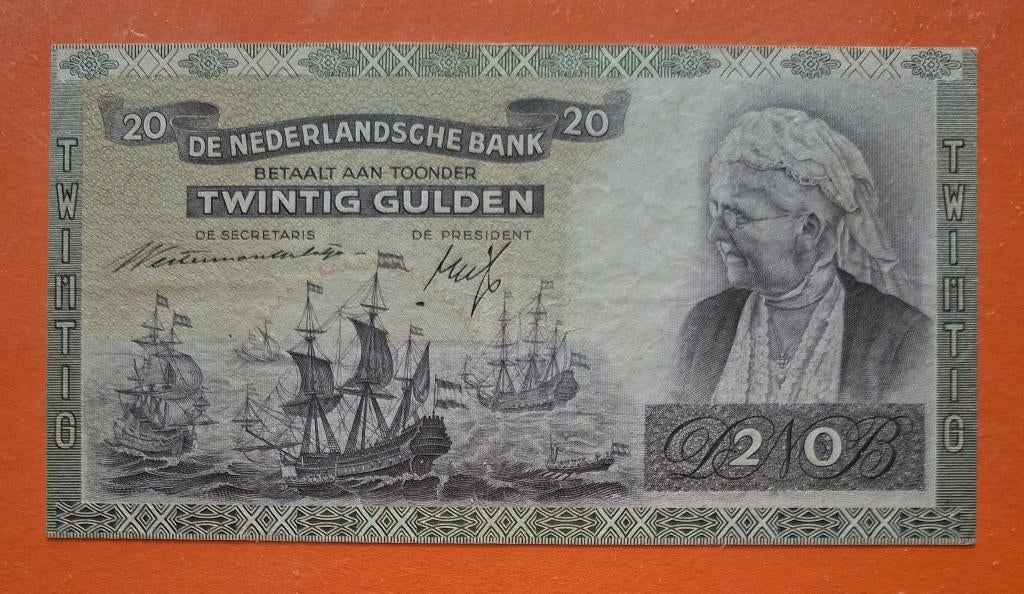 20 DE NEDERLANDSCHE BANK 20
BETAALT AAN TOONDER
TWINTIG GULDEN
DE SECRETARIS DE PRESIDENT
TWINTIG
TWINTIG
DNB
20